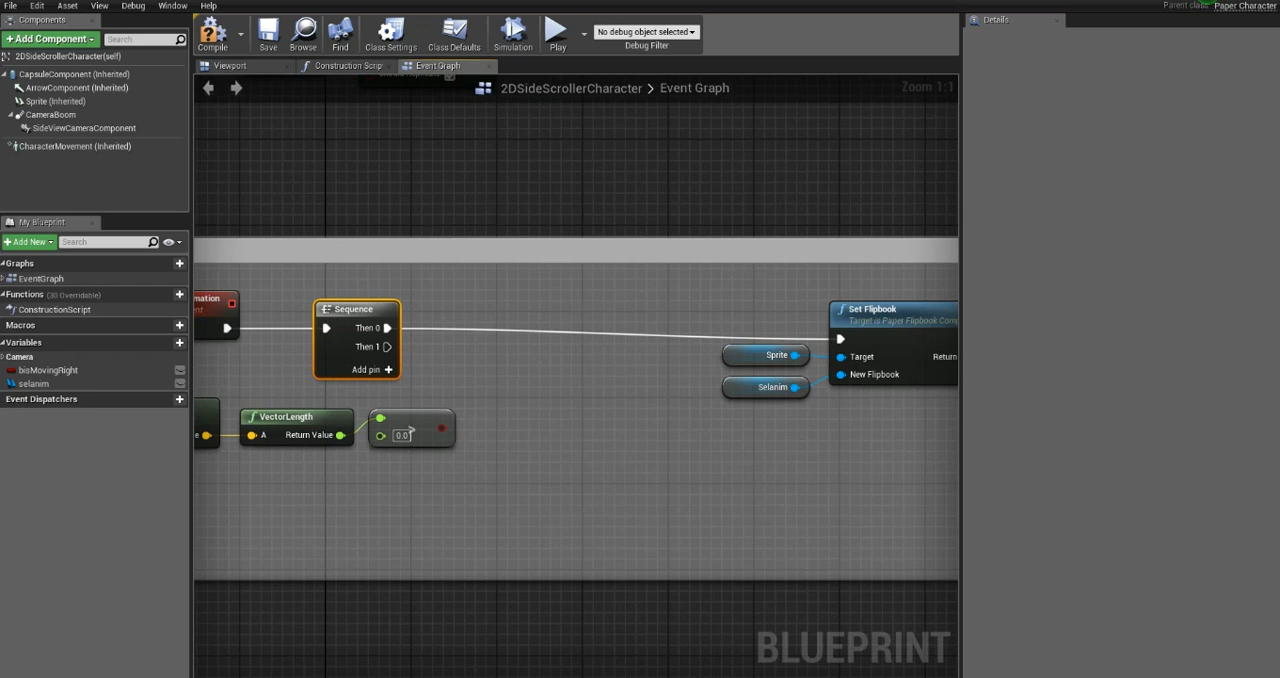 File Edit Asset View Debug Window Help
Parent class: Paper Character
Components
+Add Component Search
2DSideScrollerCharacter(self)
CapsuleComponent (Inherited)
ArrowComponent (Inherited)
Sprite (Inherited)
CameraBoom
SideViewCameraComponent
CharacterMovement (Inherited)
My Blueprint
+Add New Search
Graphs
EventGraph
Functions (30 Overridable)
ConstructionScript
Macros
Variables
Camera
bisMovingRight
selanim
Event Dispatchers
Compile Save Browse Find Class Settings Class Defaults Simulation Play
No debug object selected
Debug Filter
Viewport Construction Scrip Event Graph
2DSideScrollerCharacter > Event Graph
Zoom 1:1
mation
nt
Sequence
Then 0
Then 1
Add pin +
VectorLength
A Return Value
0.0
>
Sprite
Selanim
Set Flipbook
Target is Paper Flipbook Comp
Target Return
New Flipbook
BLUEPRINT
Details